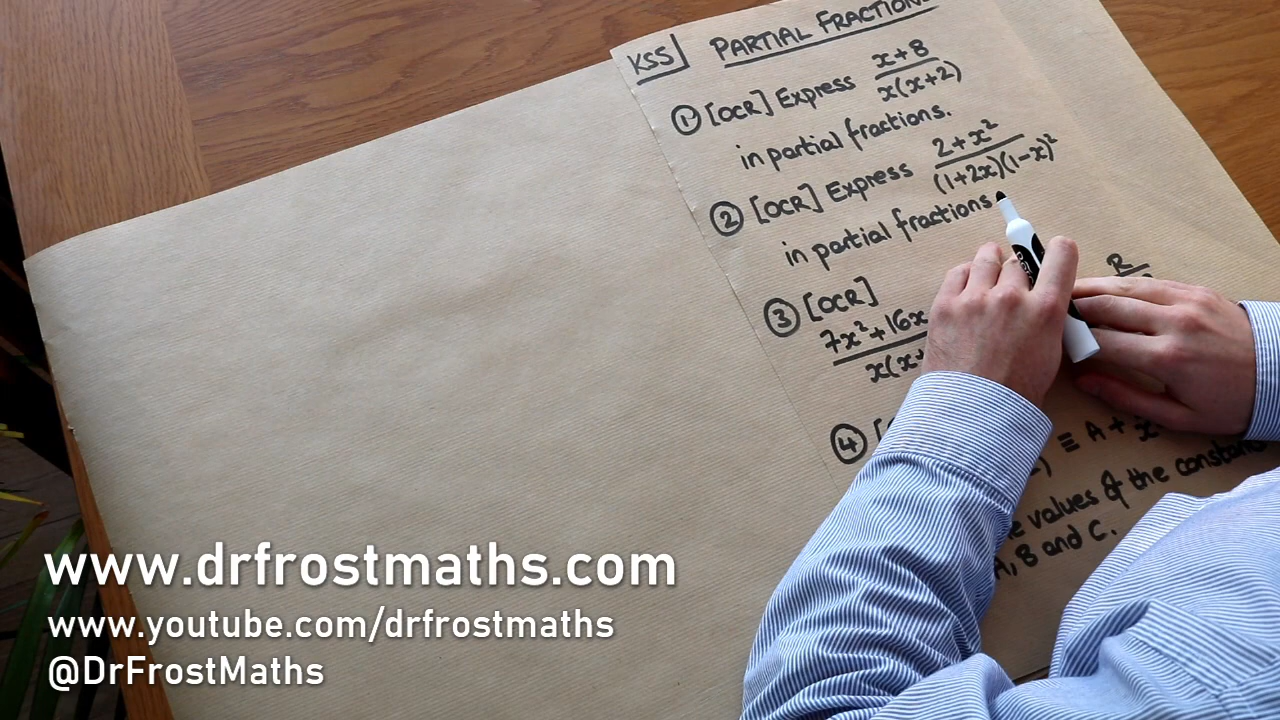 KS5
PARTIAL FRACTIONS
① [OCR] Express x+8
x(x+2)
in partial fractions.
② [OCR] Express 2+x²
(1+2x)(1-x)²
in partial fractions.
③ [OCR]
7x²+16x
x(x+
R
④ [
) ≡ A +
values of the constants
A, B and C.
www.drfrostmaths.com
www.youtube.com/drfrostmaths
@DrFrostMaths